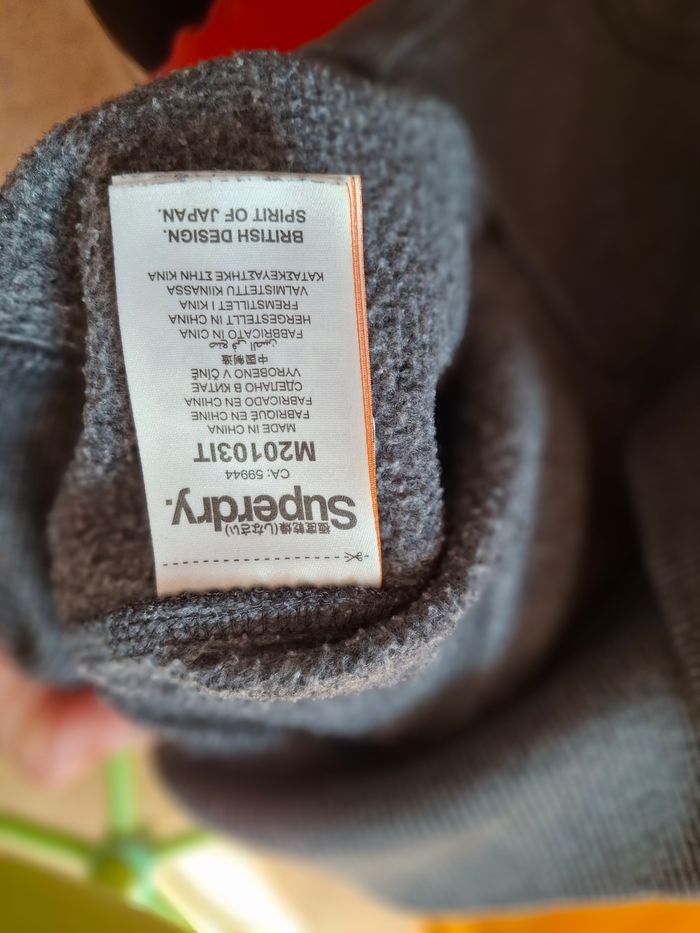 極度乾燥(しなさい)
Superdry.
CA: 59944
M201031T
MADE IN CHINA
FABRIQUÉ EN CHINE
FABRICADO EN CHINA
СДЕЛАНО В КИТАЕ
VYROBENO V ČÍNĚ
中国制造
صنع في الصين
FABBRICATO IN CINA
HERGESTELLT IN CHINA
FREMSTILLET I KINA
VALMISTETTU KIINASSA
ΚΑΤΑΣΚΕΥΑΣΤΗΚΕ ΣΤΗΝ ΚΙΝΑ
BRITISH DESIGN.
SPIRIT OF JAPAN.